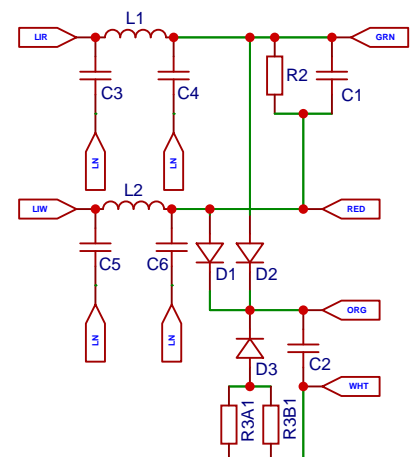 L1
LIR
GRN
R2
C3
C4
C1
LN
LN
L2
LIW
RED
C5
C6
D1
D2
ORG
LN
LN
D3
C2
WHT
R3A1
R3B1